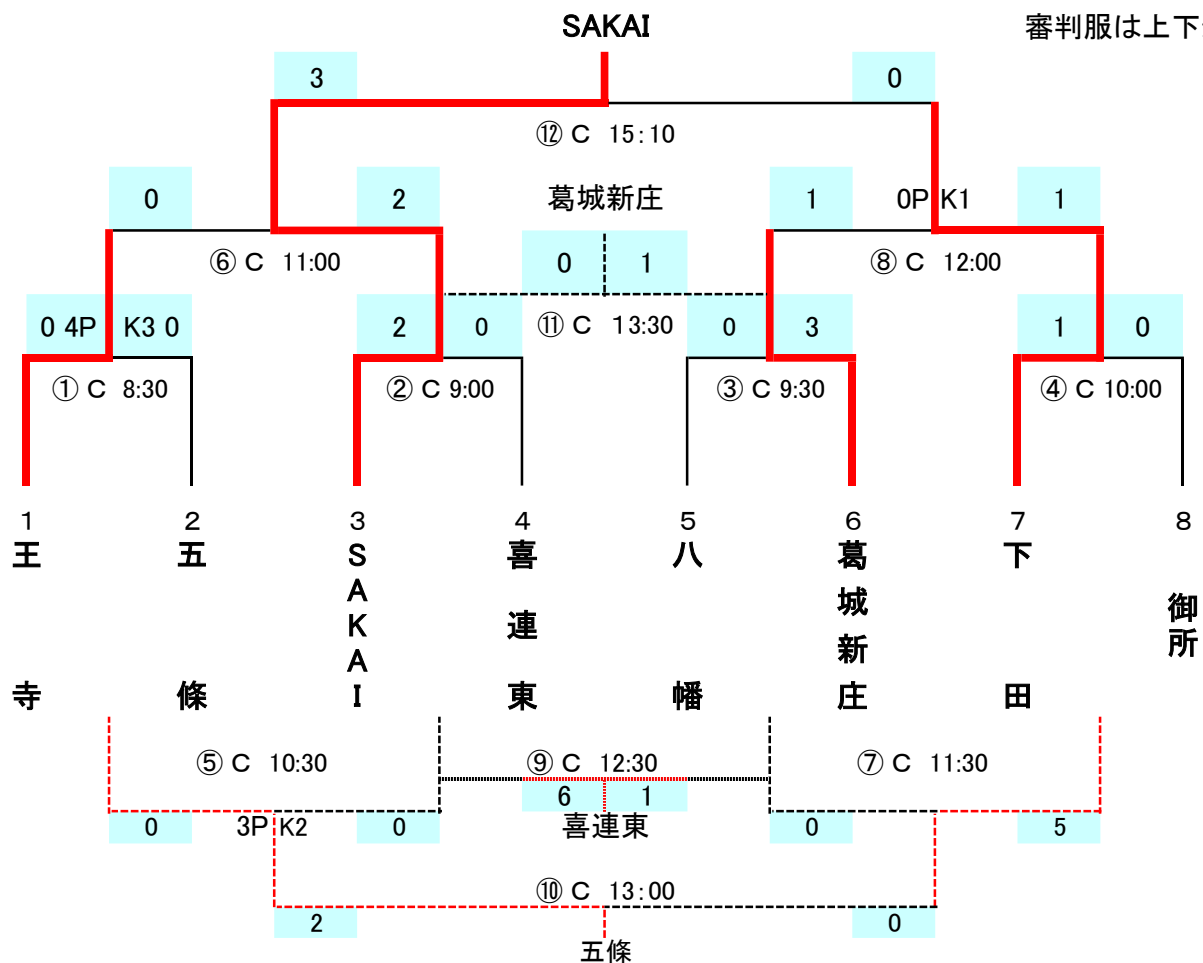 SAKAI
審判服は上下
3 0
⑫ C 15:10
0 2 葛城新庄 1 0P K1 1
⑥ C 11:00 0 1 ⑧ C 12:00
0 4P K3 0 2 0 ⑪ C 13:30 0 3 1 0
① C 8:30 ② C 9:00 ③ C 9:30 ④ C 10:00
1 2 3 4 5 6 7 8
王寺
五條
SAKAI
喜連東
八幡
葛城新庄
下田
御所
⑤ C 10:30 ⑨ C 12:30 ⑦ C 11:30
6 1
0 3P K2 0 喜連東 0 5
⑩ C 13:00
2 0
五條